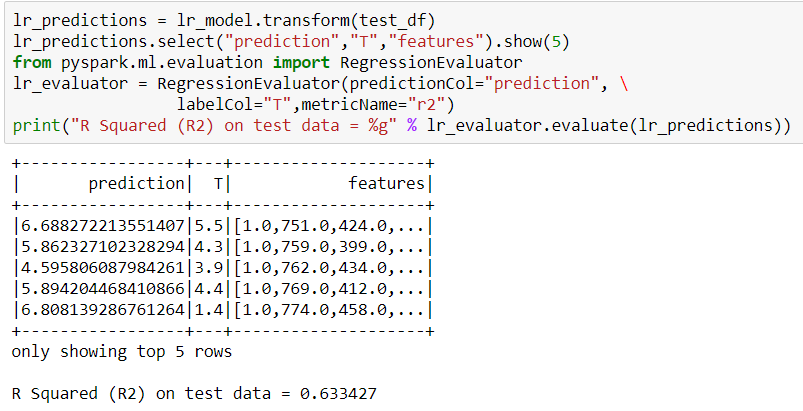 lr_predictions = lr_model.transform(test_df)
lr_predictions.select("prediction","T","features").show(5)
from pyspark.ml.evaluation import RegressionEvaluator
lr_evaluator = RegressionEvaluator(predictionCol="prediction", \
                labelCol="T",metricName="r2")
print("R Squared (R2) on test data = %g" % lr_evaluator.evaluate(lr_predictions))
+-----------------+---+--------------------+
|       prediction|  T|            features|
+-----------------+---+--------------------+
|6.688272213551407|5.5|[1.0,751.0,424.0,...|
|5.862327102328294|4.3|[1.0,759.0,399.0,...|
|4.595806087984261|3.9|[1.0,762.0,434.0,...|
|5.894204468410866|4.4|[1.0,769.0,412.0,...|
|6.808139286761264|1.4|[1.0,774.0,458.0,...|
+-----------------+---+--------------------+
only showing top 5 rows
R Squared (R2) on test data = 0.633427